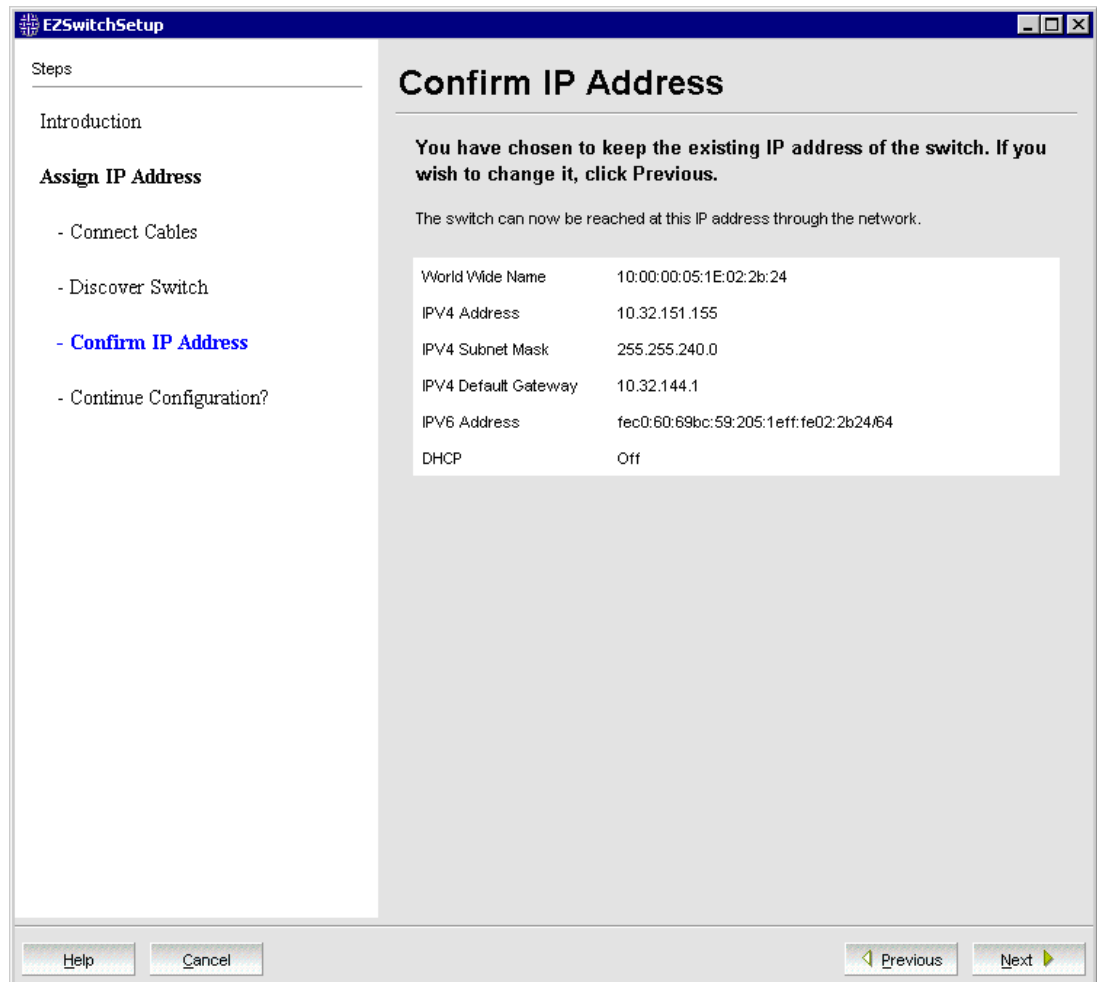 EZSwitchSetup
Steps
Introduction
Assign IP Address
- Connect Cables
- Discover Switch
- Confirm IP Address
- Continue Configuration?
Confirm IP Address
You have chosen to keep the existing IP address of the switch. If you
wish to change it, click Previous.
The switch can now be reached at this IP address through the network.
World Wide Name 10:00:00:05:1E:02:2b:24
IPV4 Address 10.32.151.155
IPV4 Subnet Mask 255.255.240.0
IPV4 Default Gateway 10.32.144.1
IPV6 Address fec0:60:69bc:59:205:1eff:fe02:2b24/64
DHCP Off
Help Cancel Previous Next